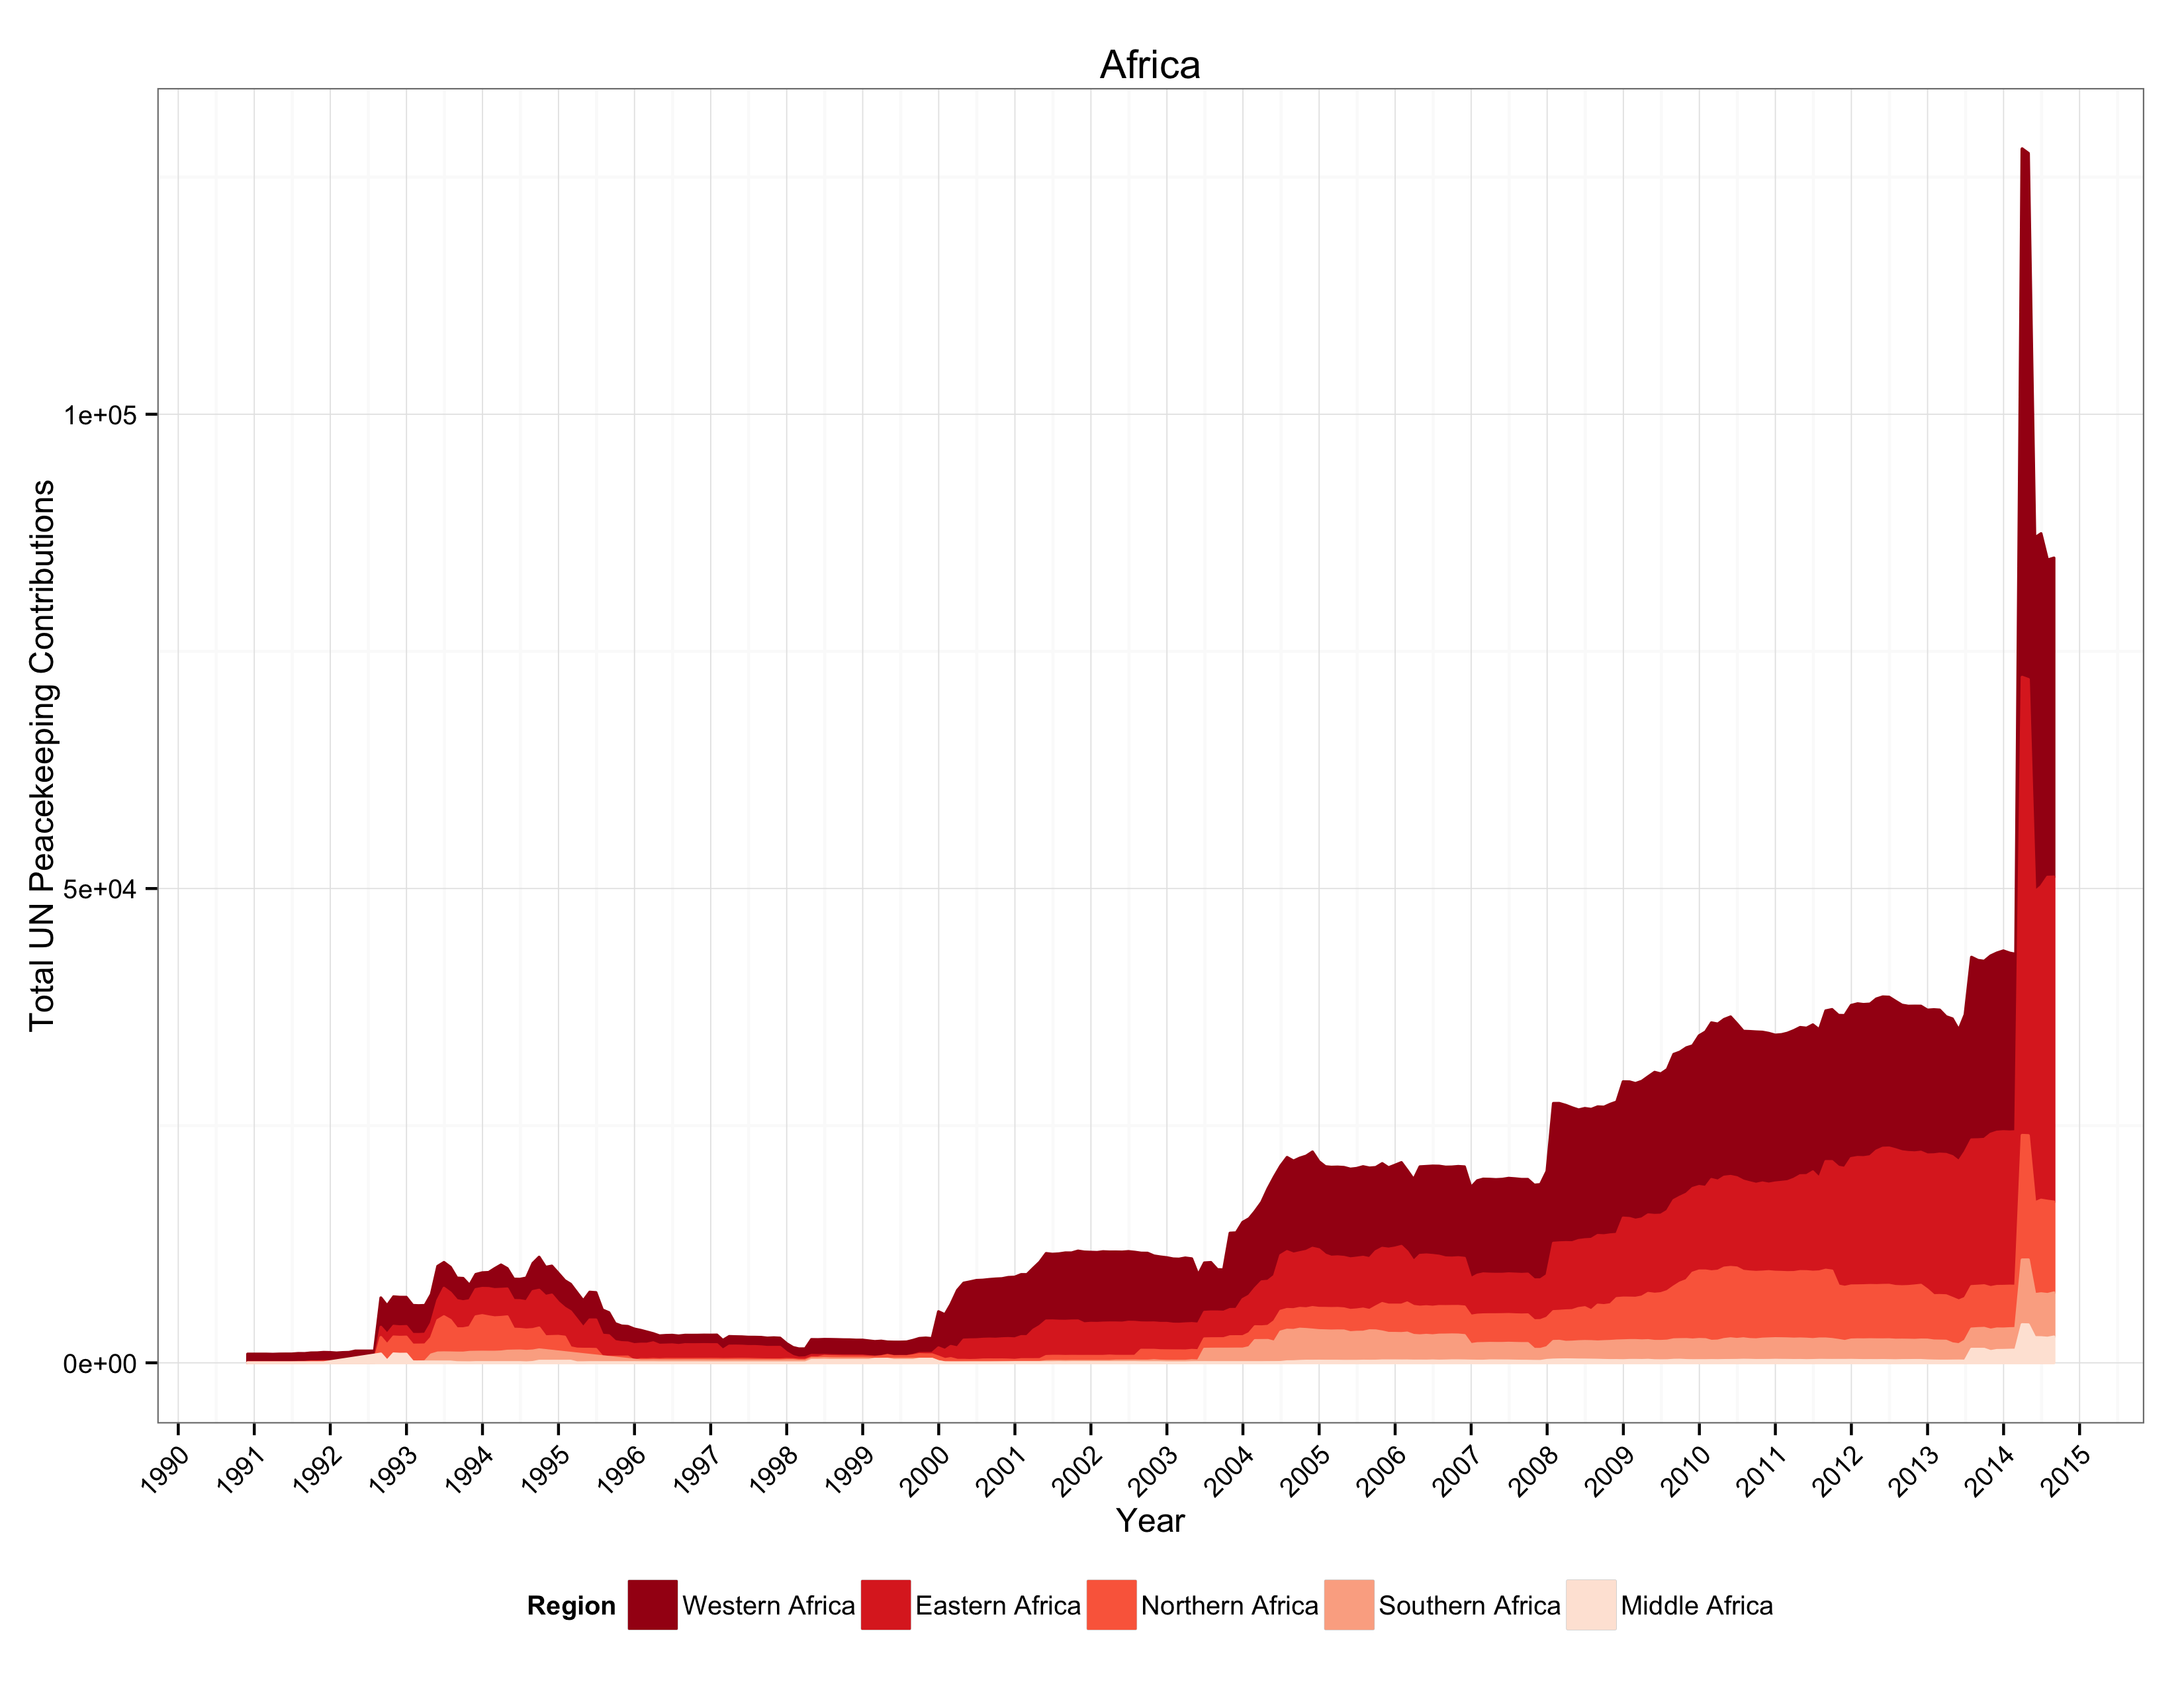 Africa
Total UN Peacekeeping Contributions
1e+05
5e+04
0e+00
1990 1991 1992 1993 1994 1995 1996 1997 1998 1999 2000 2001 2002 2003 2004 2005 2006 2007 2008 2009 2010 2011 2012 2013 2014 2015
Year
Region Western Africa Eastern Africa Northern Africa Southern Africa Middle Africa